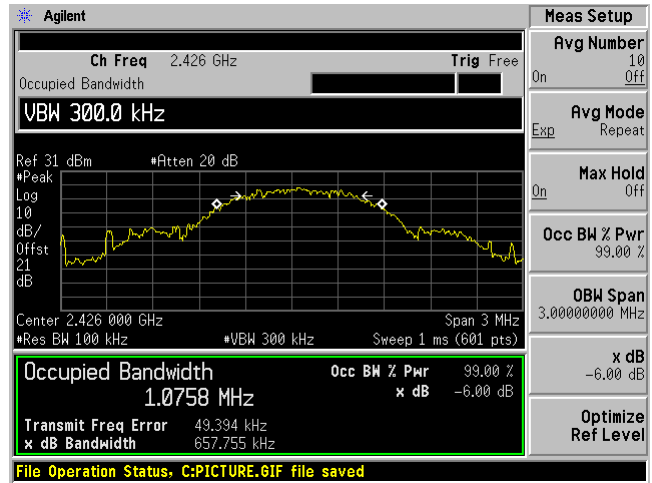 Agilent
Meas Setup
Ch Freq 2.426 GHz Trig Free
Occupied Bandwidth
VBW 300.0 kHz
Ref 31 dBm #Atten 20 dB
#Peak
Log
10
dB/
Offst
21
dB
Center 2.426 000 GHz Span 3 MHz
#Res BW 100 kHz #VBW 300 kHz Sweep 1 ms (601 pts)
Occupied Bandwidth
1.0758 MHz
Occ BW % Pwr 99.00 %
x dB -6.00 dB
Transmit Freq Error 49.394 kHz
x dB Bandwidth 657.755 kHz
File Operation Status, C:PICTURE.GIF file saved
Avg Number
10
On Off
Avg Mode
Exp Repeat
Max Hold
On Off
Occ BW % Pwr
99.00 %
OBW Span
3.00000000 MHz
x dB
-6.00 dB
Optimize
Ref Level